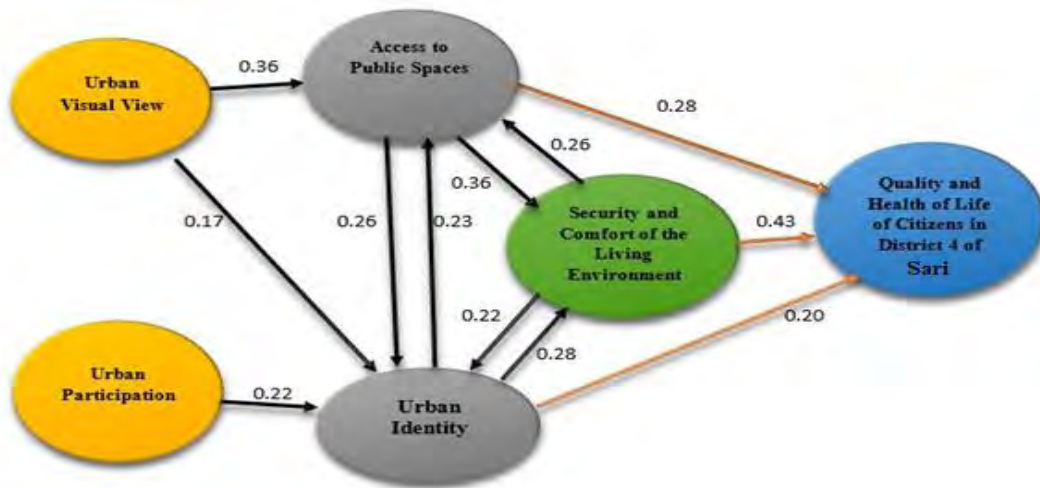 Access to
Public Spaces
Urban
Visual View
0.36
0.28
0.26
0.36
Quality and
Health of Life
of Citizens in
District 4 of
Sari
Security and
Comfort of the
Living
Environment
0.43
0.17
0.26
0.23
0.22
0.28
0.20
Urban
Participation
0.22
Urban
Identity